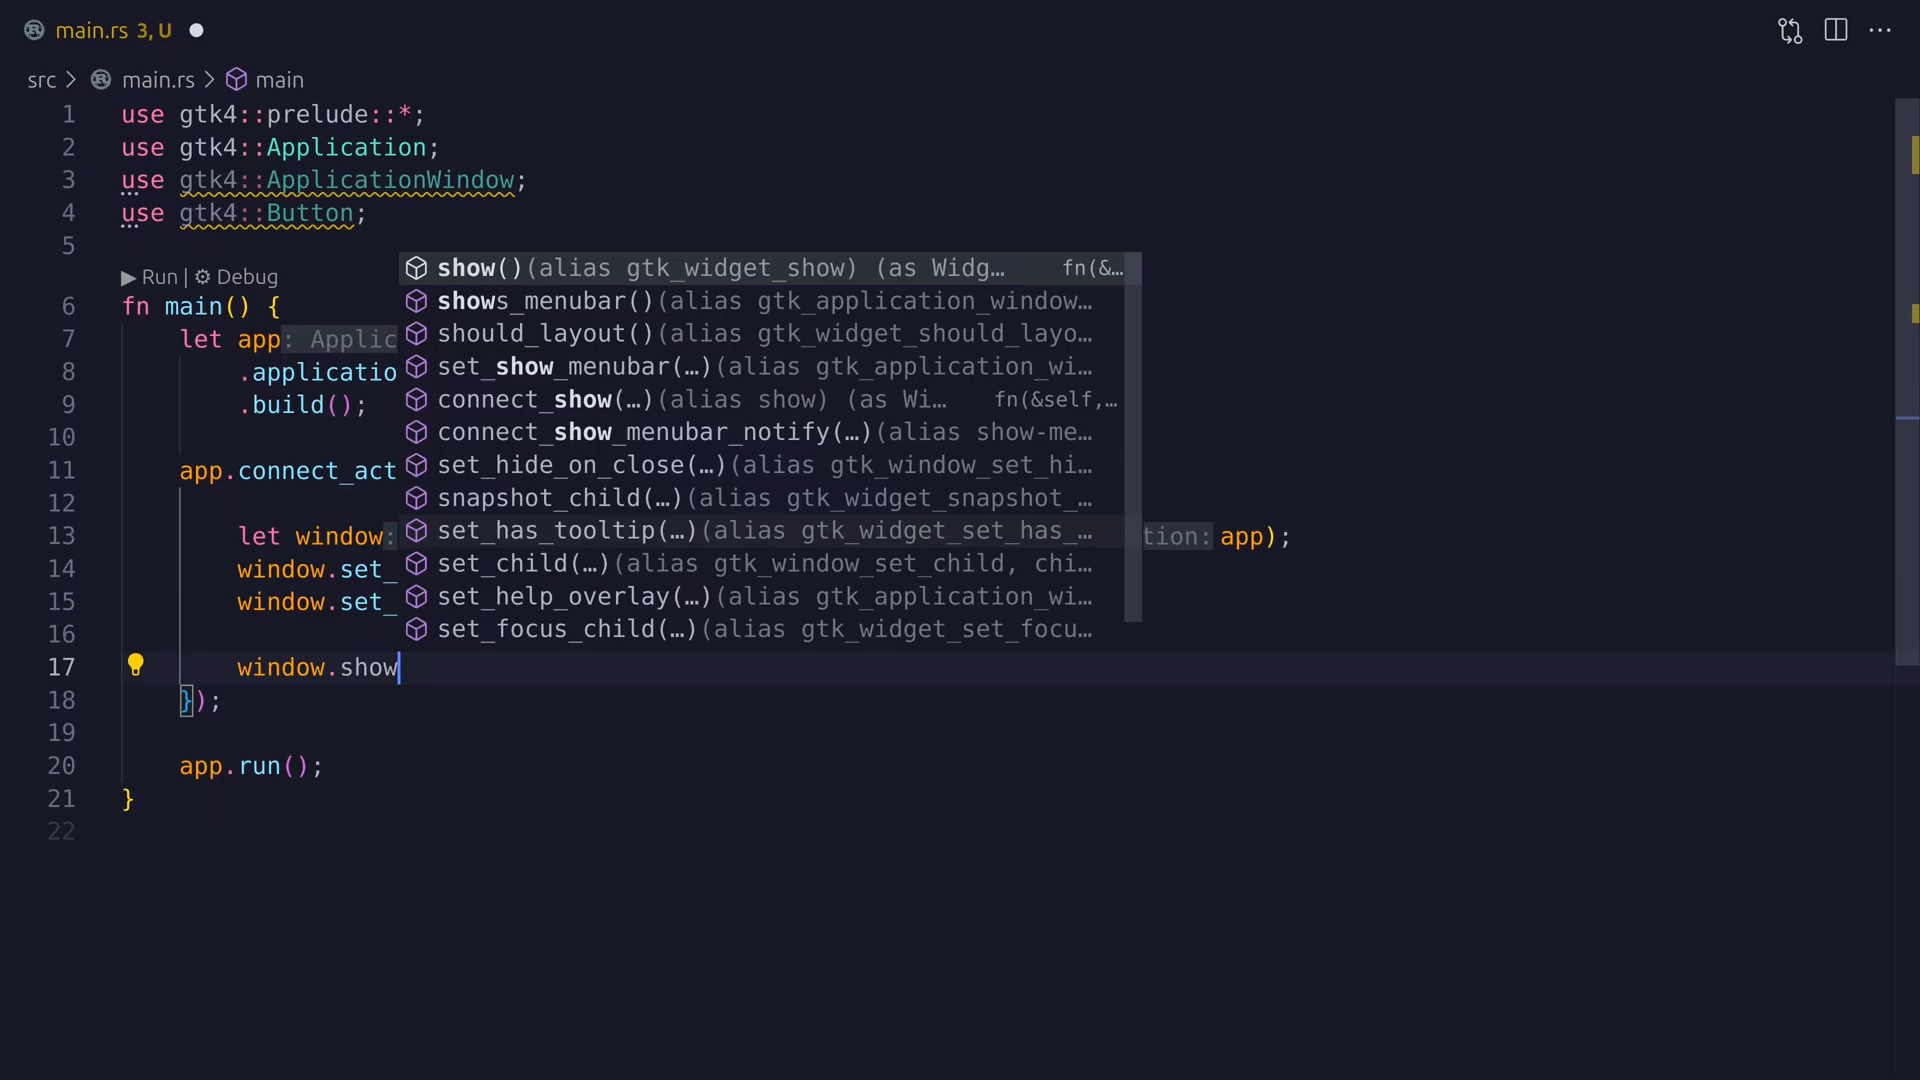 main.rs 3, U
src > main.rs > main
1 use gtk4::prelude::*;
2 use gtk4::Application;
3 use gtk4::ApplicationWindow;
4 use gtk4::Button;
5
▶ Run | ⚙ Debug
6 fn main() {
7 let app: Applic
8 .applicatio
9 .build();
10
11 app.connect_act
12
13 let window: tion: app);
14 window.set_
15 window.set_
16
17 window.show
18 });
19
20 app.run();
21 }
22
show()(alias gtk_widget_show) (as Widg… fn(&…
shows_menubar()(alias gtk_application_window…
should_layout()(alias gtk_widget_should_layo…
set_show_menubar(…)(alias gtk_application_wi…
connect_show(…)(alias show) (as Wi… fn(&self,…
connect_show_menubar_notify(…)(alias show-me…
set_hide_on_close(…)(alias gtk_window_set_hi…
snapshot_child(…)(alias gtk_widget_snapshot_…
set_has_tooltip(…)(alias gtk_widget_set_has_…
set_child(…)(alias gtk_window_set_child, chi…
set_help_overlay(…)(alias gtk_application_wi…
set_focus_child(…)(alias gtk_widget_set_focu…